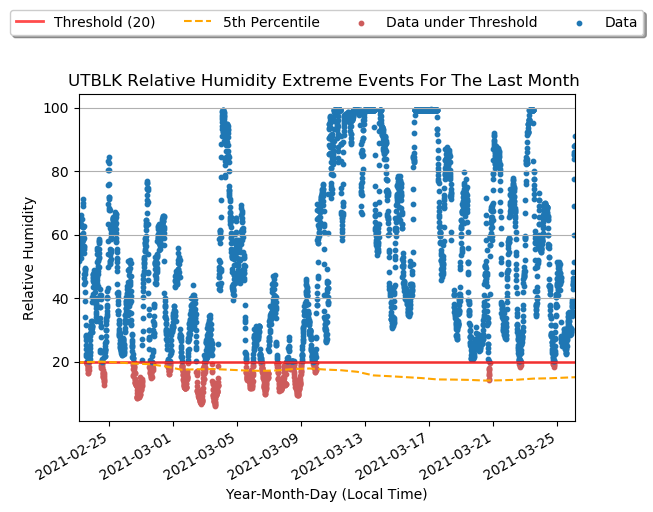 Threshold (20) 5th Percentile Data under Threshold Data
UTBLK Relative Humidity Extreme Events For The Last Month
100
80
60
40
20
Relative Humidity
2021-02-25 2021-03-01 2021-03-05 2021-03-09 2021-03-13 2021-03-17 2021-03-21 2021-03-25
Year-Month-Day (Local Time)